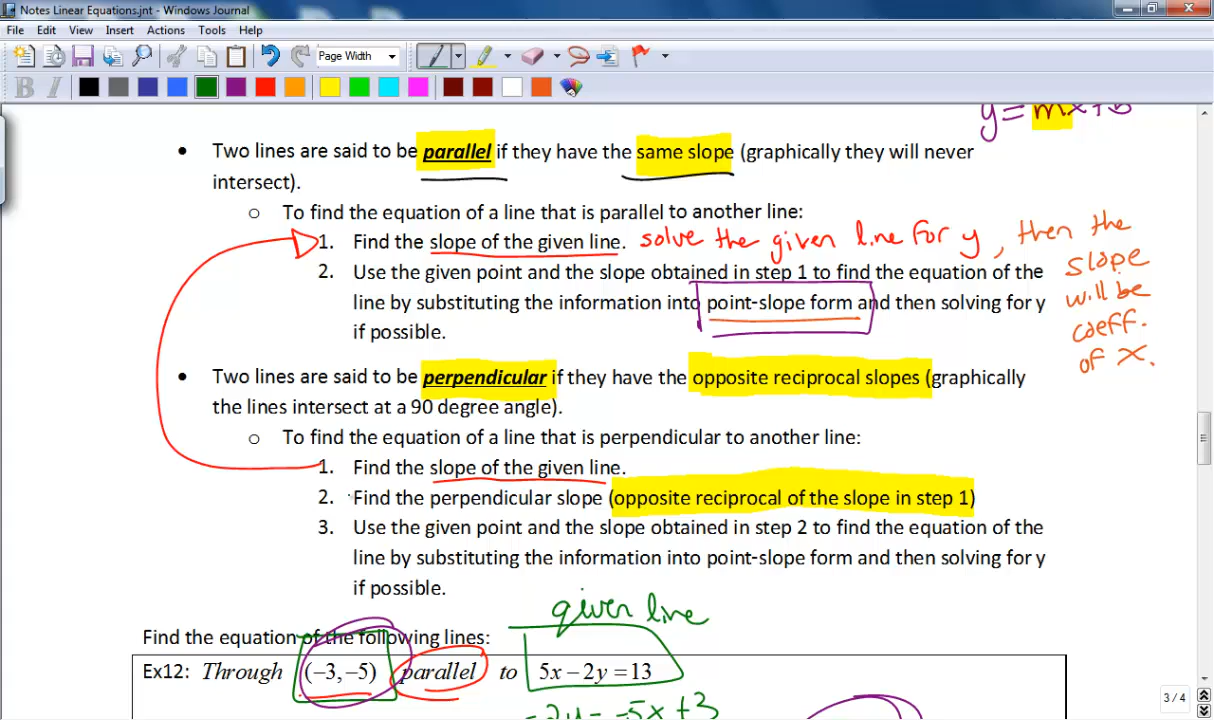 Notes Linear Equations.jnt - Windows Journal
File Edit View Insert Actions Tools Help
Page Width
B I
y = mx+b
• Two lines are said to be parallel if they have the same slope (graphically they will never
intersect).
o To find the equation of a line that is parallel to another line:
1. Find the slope of the given line. solve the given line for y, then the
slope
will be
coeff.
of x.
2. Use the given point and the slope obtained in step 1 to find the equation of the
line by substituting the information into point-slope form and then solving for y
if possible.
• Two lines are said to be perpendicular if they have the opposite reciprocal slopes (graphically
the lines intersect at a 90 degree angle).
o To find the equation of a line that is perpendicular to another line:
1. Find the slope of the given line.
2. Find the perpendicular slope (opposite reciprocal of the slope in step 1)
3. Use the given point and the slope obtained in step 2 to find the equation of the
line by substituting the information into point-slope form and then solving for y
if possible.
given line
Find the equation of the following lines:
Ex12: Through (−3,−5) parallel to 5x − 2y = 13
-2y = -5x +3
3 / 4